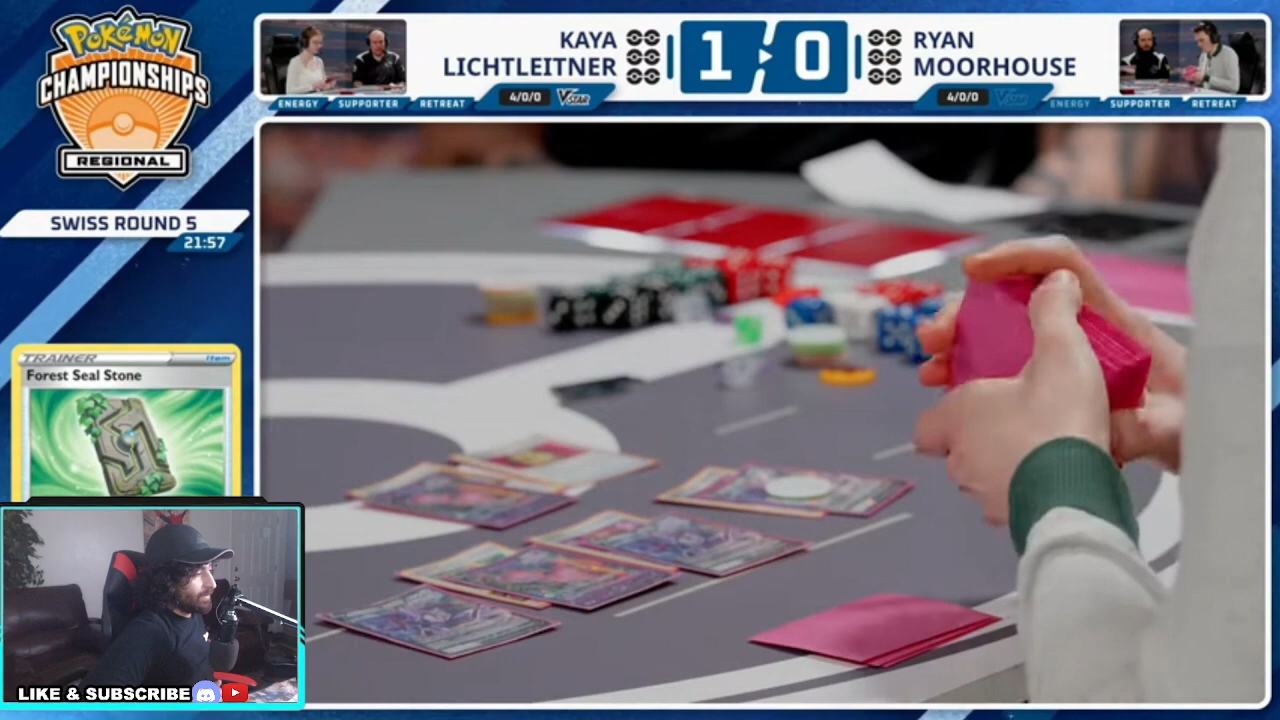 Pokémon
CHAMPIONSHIPS
REGIONAL
SWISS ROUND 5
21:57
KAYA
LICHTLEITNER
1 0
RYAN
MOORHOUSE
ENERGY SUPPORTER RETREAT
4/0/0 VSTAR
4/0/0 VSTAR
ENERGY SUPPORTER RETREAT
TRAINER Item
Forest Seal Stone
LIKE & SUBSCRIBE